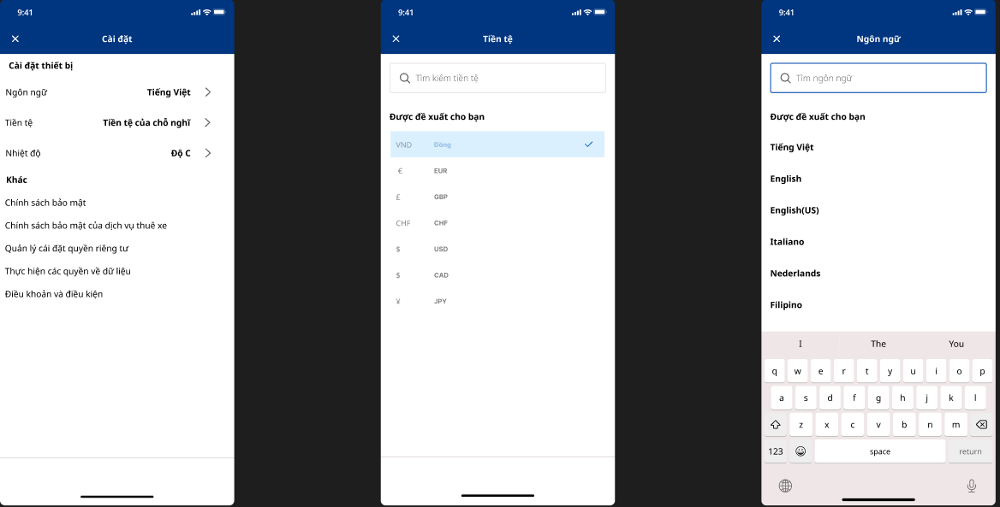 9:41
Cài đặt
Cài đặt thiết bị
Ngôn ngữ Tiếng Việt
Tiền tệ Tiền tệ của chỗ nghĩ
Nhiệt độ Độ C
Khác
Chính sách bảo mật
Chính sách bảo mật của dịch vụ thuê xe
Quản lý cái đặt quyền riêng tư
Thực hiện các quyền về dữ liệu
Điều khoản và điều kiện
9:41
Tiền tệ
Tìm kiếm tiền tệ
Được đề xuất cho bạn
VND Đồng
€ EUR
£ GBP
CHF CHF
$ USD
$ CAD
¥ JPY
9:41
Ngôn ngữ
Tìm ngôn ngữ
Được đề xuất cho bạn
Tiếng Việt
English
English(US)
Italiano
Nederlands
Filipino
I The You
q w e r t y u i o p
a s d f g h j k l
z x c v b n m
123 space return